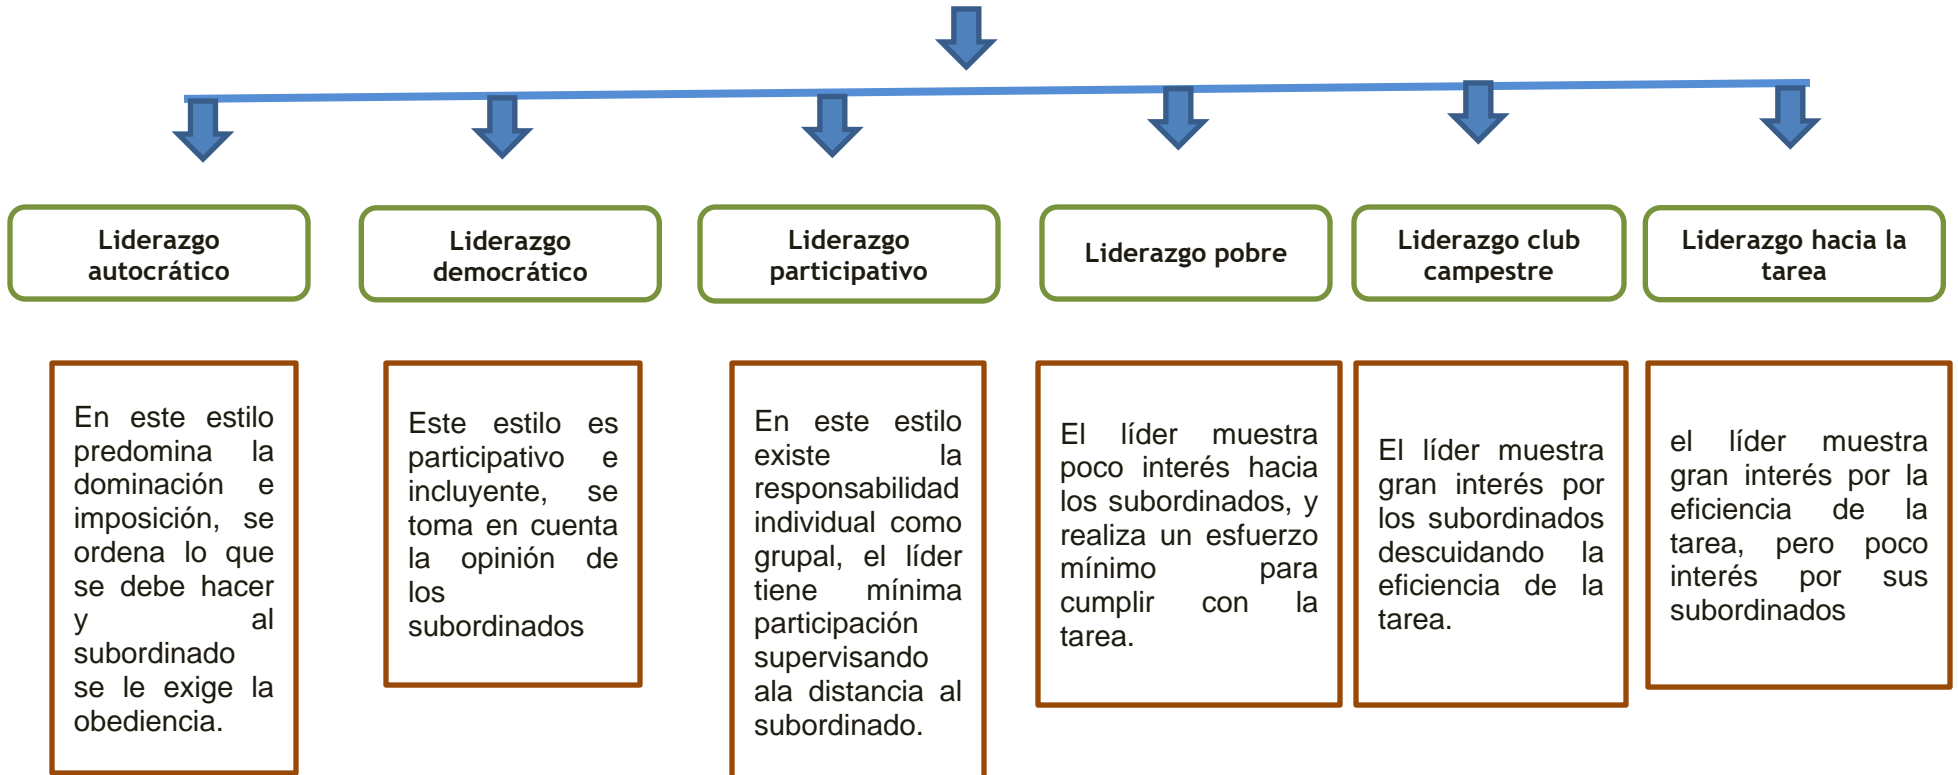 Liderazgo
autocrático
Liderazgo
democrático
Liderazgo
participativo
Liderazgo pobre
Liderazgo club
campestre
Liderazgo hacia la
tarea
En este estilo
predomina la
dominación e
imposición, se
ordena lo que
se debe hacer
y al
subordinado
se le exige la
obediencia.
Este estilo es
participativo e
incluyente, se
toma en cuenta
la opinión de
los
subordinados
En este estilo
existe la
responsabilidad
individual como
grupal, el líder
tiene mínima
participación
supervisando
ala distancia al
subordinado.
El líder muestra
poco interés hacia
los subordinados, y
realiza un esfuerzo
mínimo para
cumplir con la
tarea.
El líder muestra
gran interés por
los subordinados
descuidando la
eficiencia de la
tarea.
el líder muestra
gran interés por la
eficiencia de la
tarea, pero poco
interés por sus
subordinados